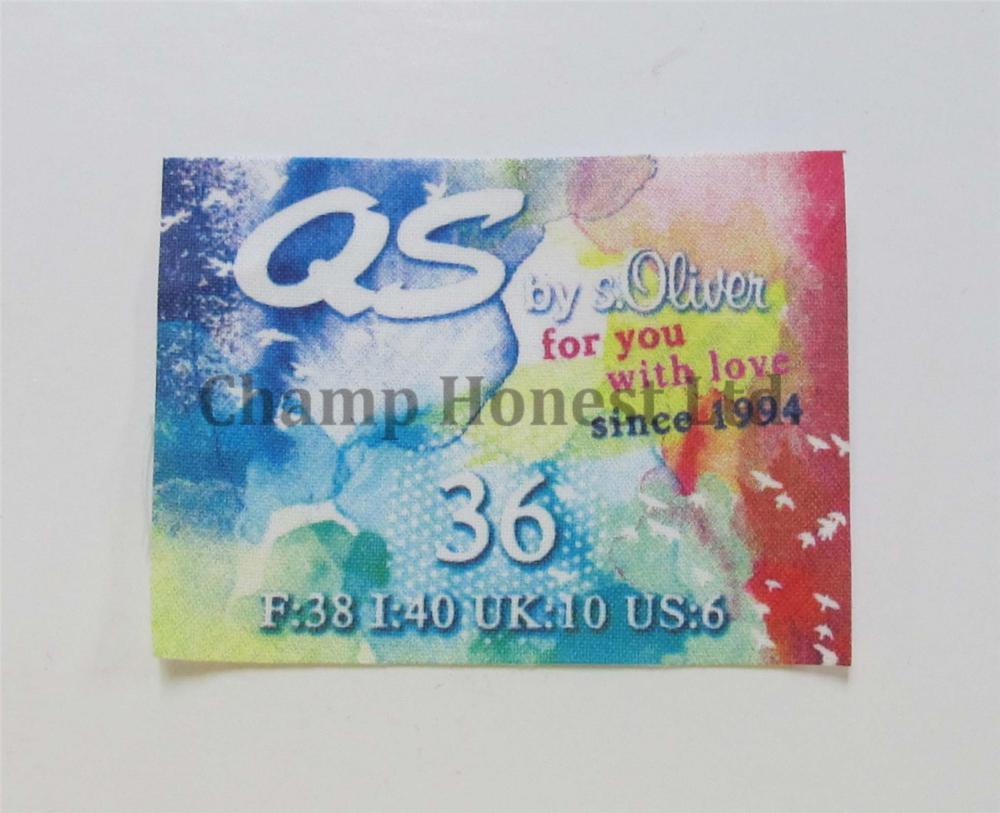 QS
by s.Oliver
for you
with love
Champ Honest Ltd.
since 1994
36
F:38 I:40 UK:10 US:6